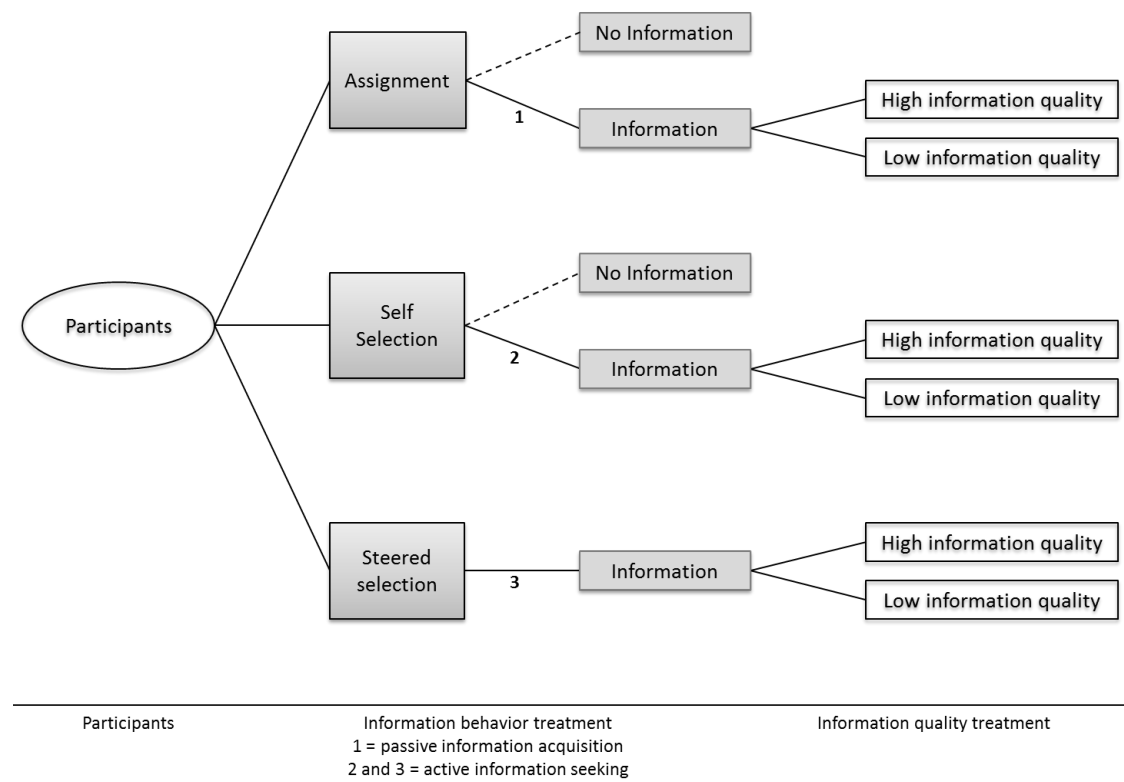 No Information
Assignment
1
Information
High information quality
Low information quality
No Information
Participants
Self
Selection
2
Information
High information quality
Low information quality
Steered
selection
3
Information
High information quality
Low information quality
Participants
Information behavior treatment
1 = passive information acquisition
2 and 3 = active information seeking
Information quality treatment